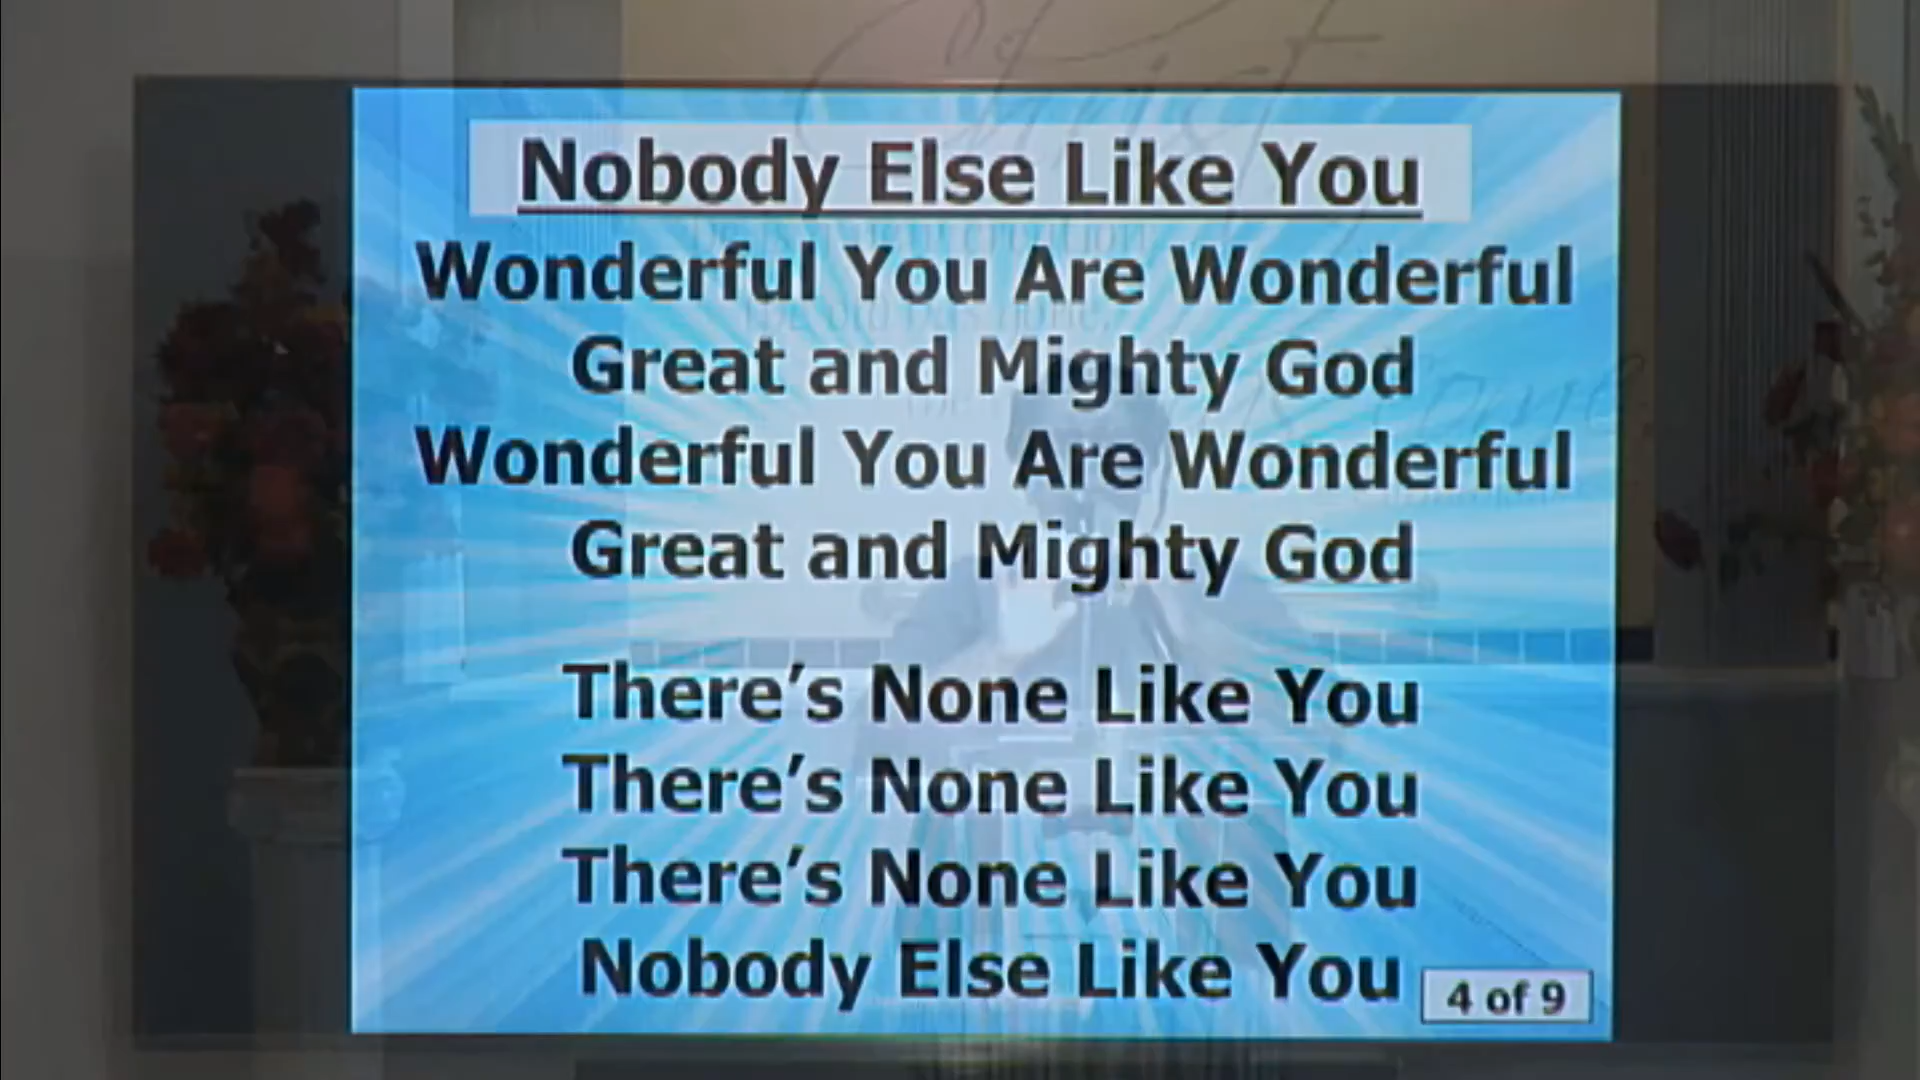 Christ
Nobody Else Like You
Wonderful You Are Wonderful
Great and Mighty God
Wonderful You Are Wonderful
Great and Mighty God
There's None Like You
There's None Like You
There's None Like You
Nobody Else Like You
4 of 9